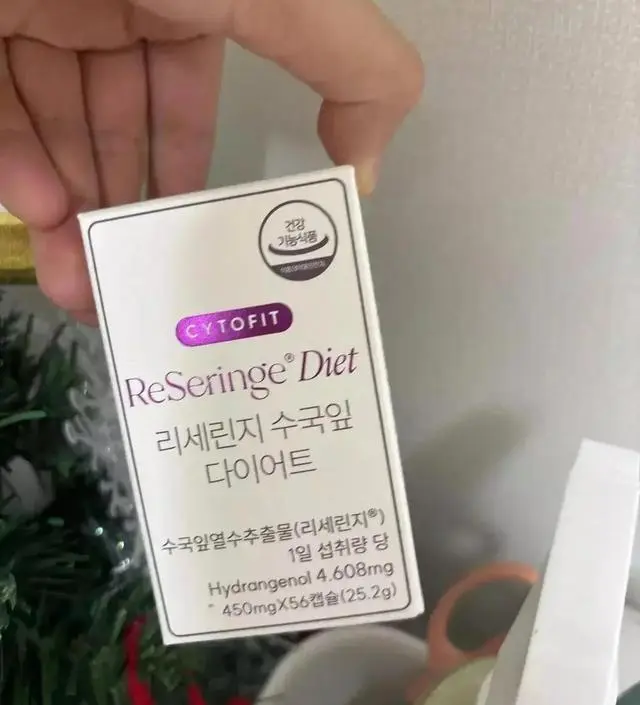 건강
기능식품
CYTOFIT
ReSeringe® Diet
리세린지 수국잎
다이어트
수국잎열수추출물(리세린지®)
1일 섭취량 당
Hydrangenol 4.608mg
450mgX56캡슐(25.2g)